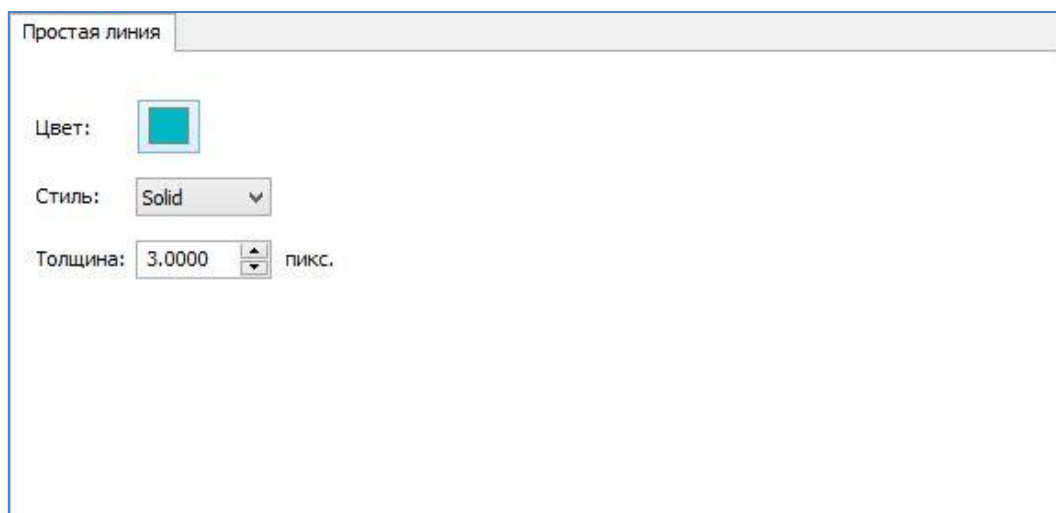 Простая линия
Цвет:
Стиль: Solid
Толщина: 3.0000 пикс.